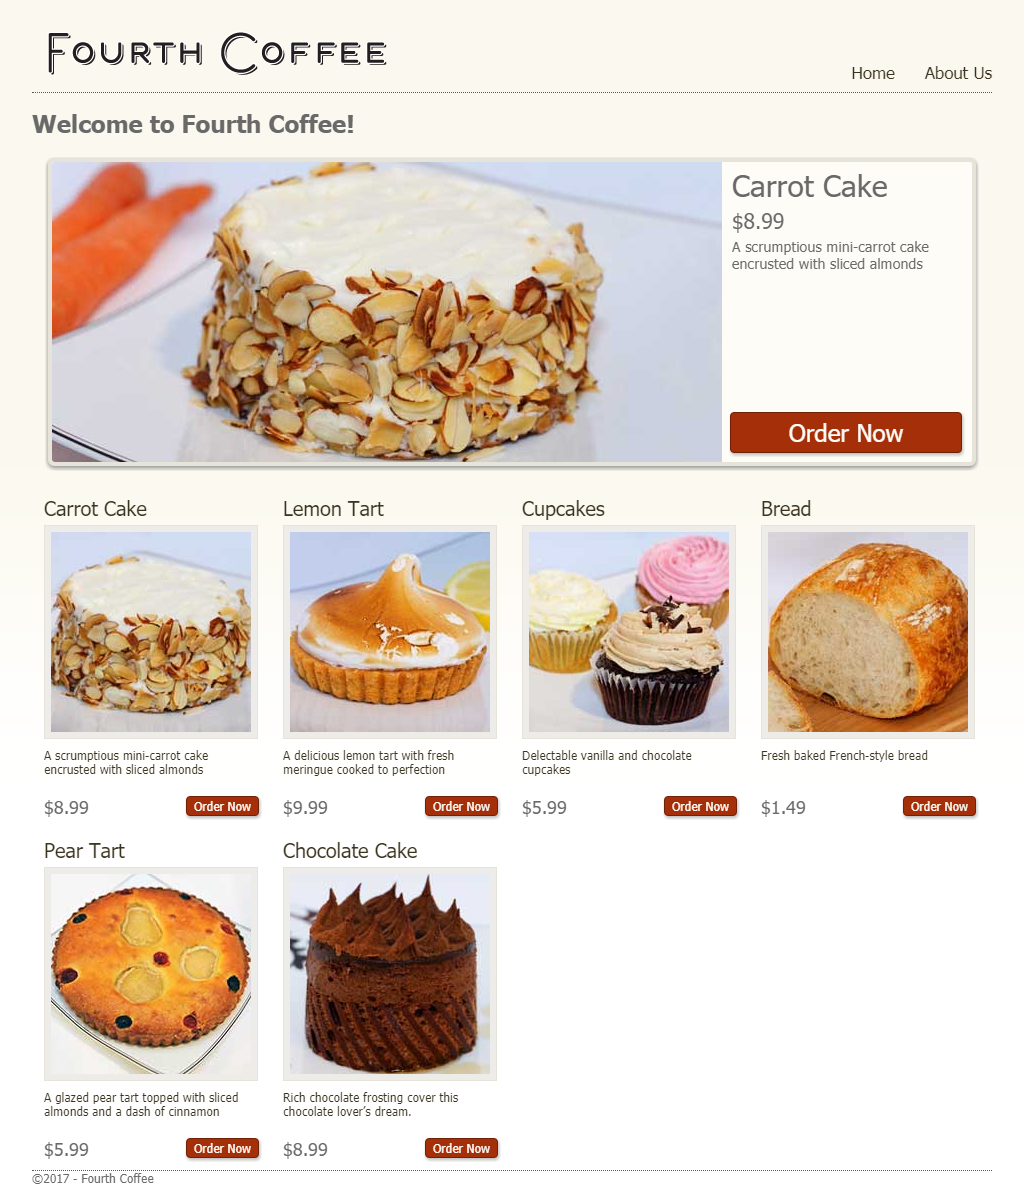 Fourth Coffee
Home About Us
Welcome to Fourth Coffee!
Carrot Cake
$8.99
A scrumptious mini-carrot cake
encrusted with sliced almonds
Order Now
Carrot Cake
A scrumptious mini-carrot cake
encrusted with sliced almonds
$8.99 Order Now
Lemon Tart
A delicious lemon tart with fresh
meringue cooked to perfection
$9.99 Order Now
Cupcakes
Delectable vanilla and chocolate
cupcakes
$5.99 Order Now
Bread
Fresh baked French-style bread
$1.49 Order Now
Pear Tart
A glazed pear tart topped with sliced
almonds and a dash of cinnamon
$5.99 Order Now
Chocolate Cake
Rich chocolate frosting cover this
chocolate lover's dream.
$8.99 Order Now
©2017 - Fourth Coffee